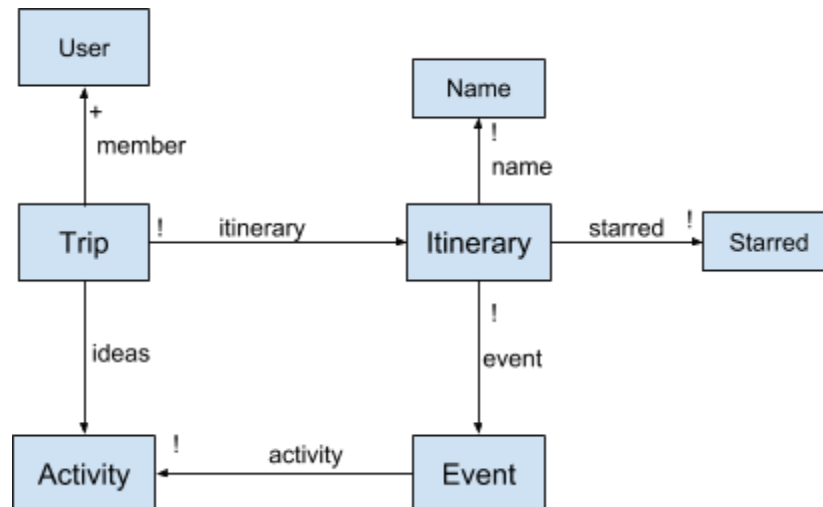 User
Name
+
!
member
name
Trip
!
itinerary
Itinerary
starred
!
Starred
!
ideas
event
!
activity
Activity
Event